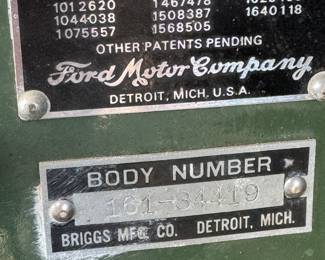 1012620 1467478
1044038 1508387 1640118
1075557 1568505
OTHER PATENTS PENDING
Ford Motor Company
DETROIT, MICH. U.S.A.
BODY NUMBER
161-34419
BRIGGS MFG CO. DETROIT, MICH.